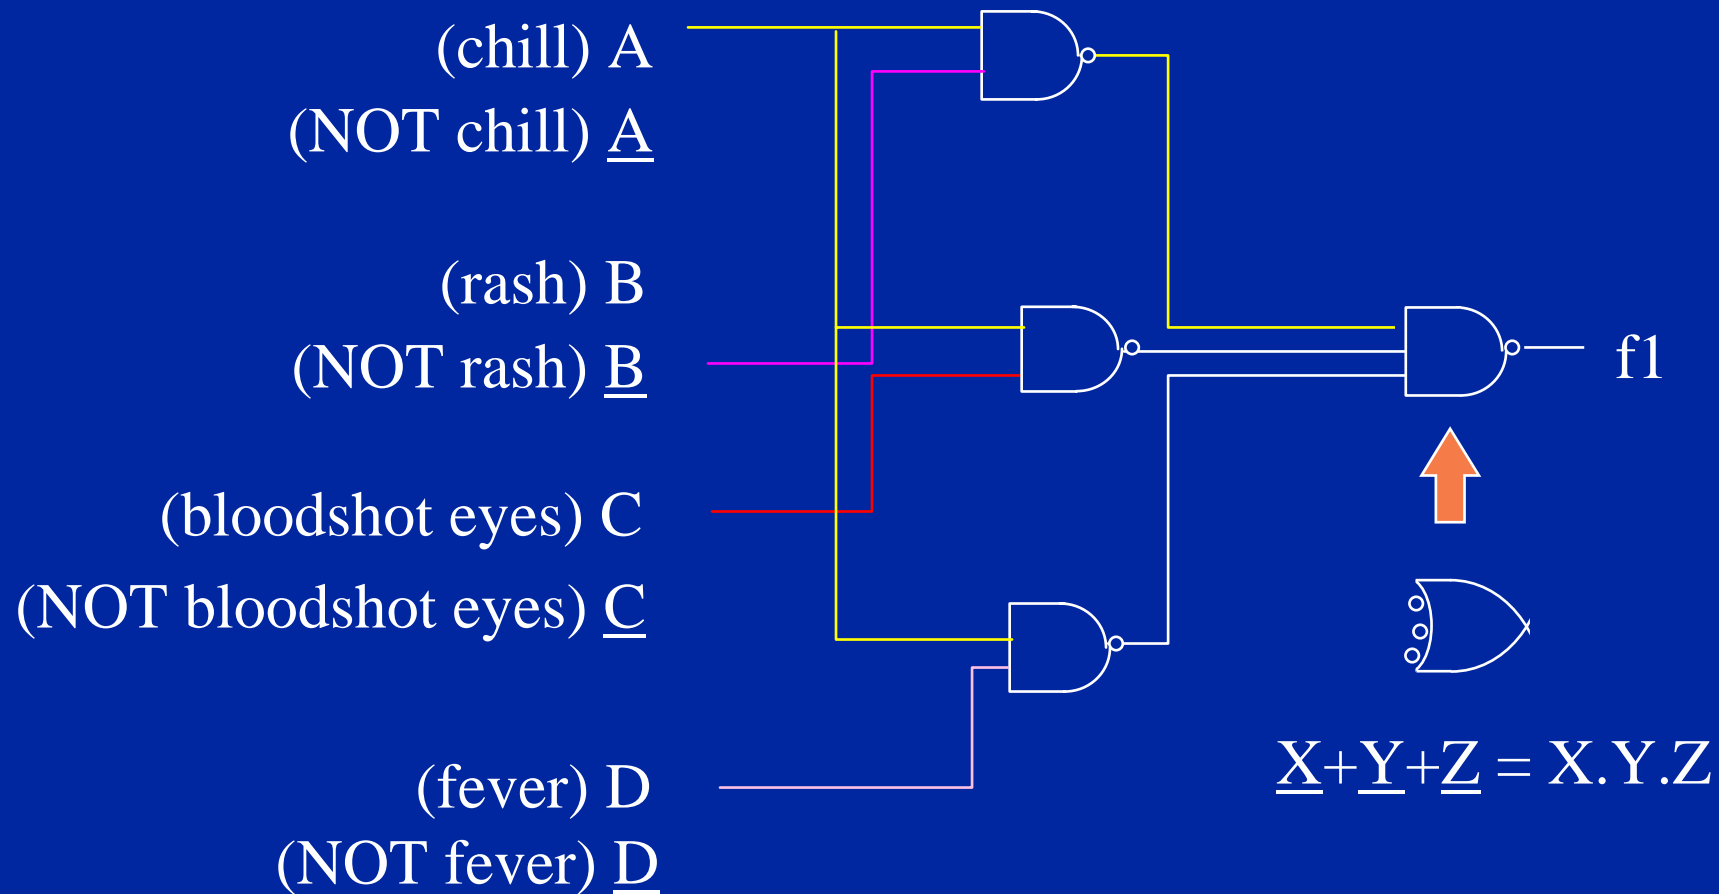 (chill) A
(NOT chill) A
(rash) B
(NOT rash) B
f1
(bloodshot eyes) C
(NOT bloodshot eyes) C
X+Y+Z = X.Y.Z
(fever) D
(NOT fever) D